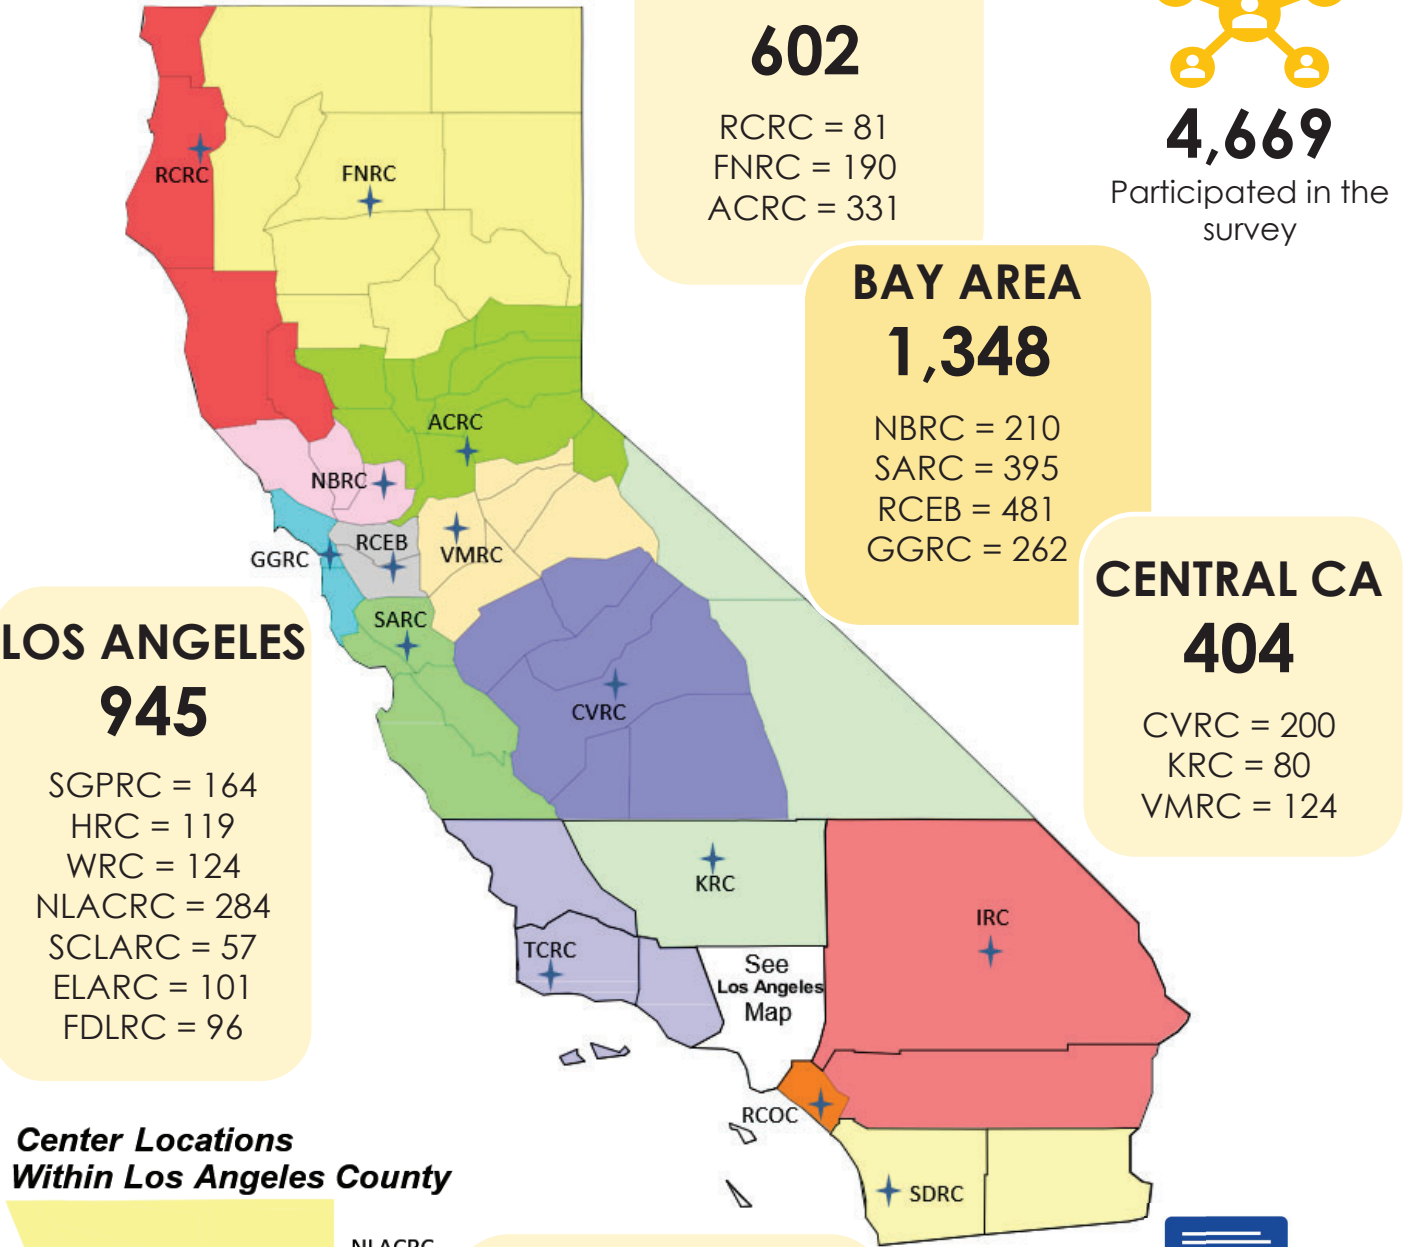 602
RCRC = 81
FNRC = 190
ACRC = 331
4,669
Participated in the
survey
BAY AREA
1,348
NBRC = 210
SARC = 395
RCEB = 481
GGRC = 262
CENTRAL CA
404
CVRC = 200
KRC = 80
VMRC = 124
LOS ANGELES
945
SGPRC = 164
HRC = 119
WRC = 124
NLACRC = 284
SCLARC = 57
ELARC = 101
FDLRC = 96
RCRC
FNRC
ACRC
NBRC
GGRC
RCEB
VMRC
SARC
CVRC
KRC
TCRC
See
Los Angeles
Map
IRC
RCOC
SDRC
Center Locations
Within Los Angeles County
NLACRC